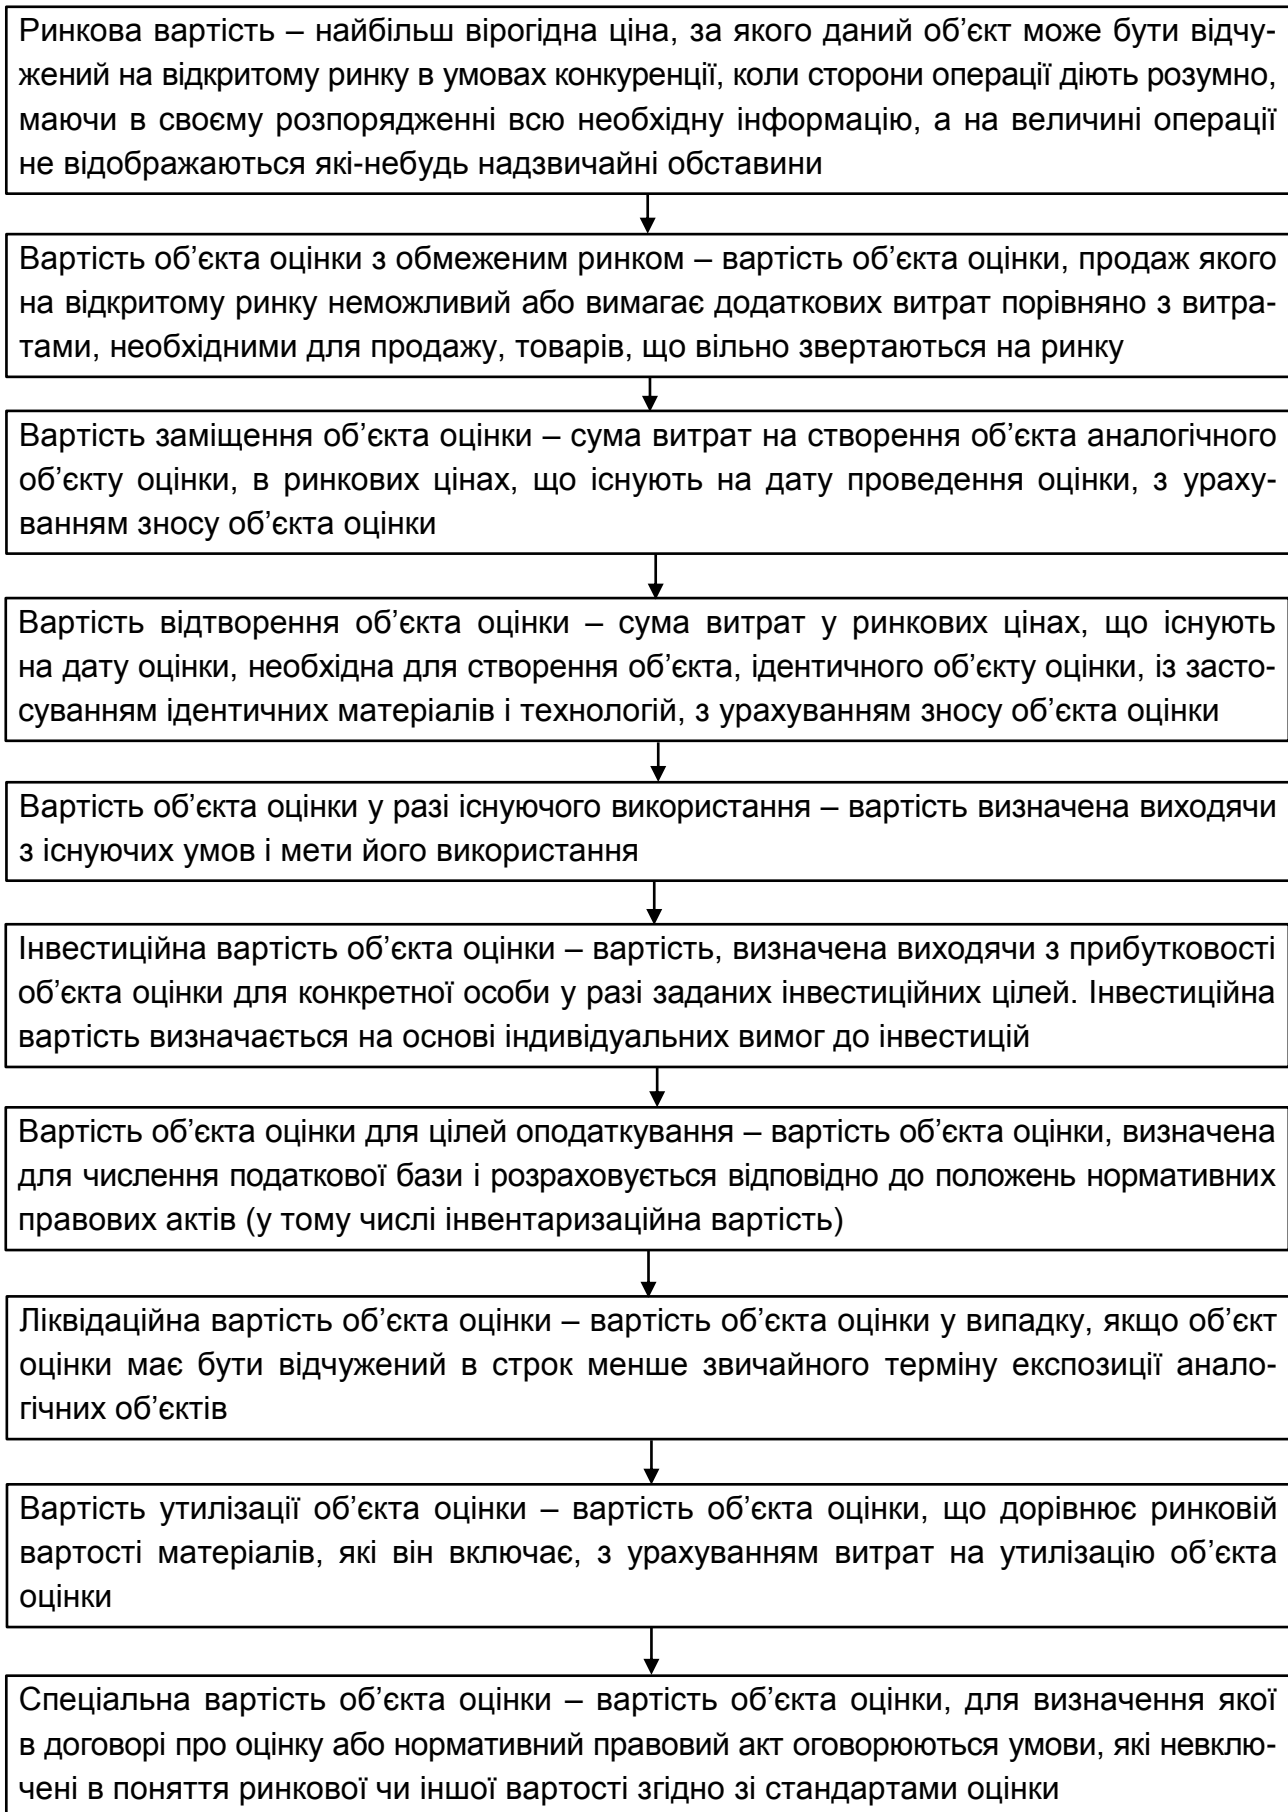 Ринкова вартість – найбільш вірогідна ціна, за якого даний об’єкт може бути відчу-
жений на відкритому ринку в умовах конкуренції, коли сторони операції діють розумно,
маючи в своєму розпорядженні всю необхідну інформацію, а на величині операції
не відображаються які-небудь надзвичайні обставини
Вартість об’єкта оцінки з обмеженим ринком – вартість об’єкта оцінки, продаж якого
на відкритому ринку неможливий або вимагає додаткових витрат порівняно з витра-
тами, необхідними для продажу, товарів, що вільно звертаються на ринку
Вартість заміщення об’єкта оцінки – сума витрат на створення об’єкта аналогічного
об’єкту оцінки, в ринкових цінах, що існують на дату проведення оцінки, з ураху-
ванням зносу об’єкта оцінки
Вартість відтворення об’єкта оцінки – сума витрат у ринкових цінах, що існують
на дату оцінки, необхідна для створення об’єкта, ідентичного об’єкту оцінки, із засто-
суванням ідентичних матеріалів і технологій, з урахуванням зносу об’єкта оцінки
Вартість об’єкта оцінки у разі існуючого використання – вартість визначена виходячи
з існуючих умов і мети його використання
Інвестиційна вартість об’єкта оцінки – вартість, визначена виходячи з прибутковості
об’єкта оцінки для конкретної особи у разі заданих інвестиційних цілей. Інвестиційна
вартість визначається на основі індивідуальних вимог до інвестицій
Вартість об’єкта оцінки для цілей оподаткування – вартість об’єкта оцінки, визначена
для числення податкової бази і розраховується відповідно до положень нормативних
правових актів (у тому числі інвентаризаційна вартість)
Ліквідаційна вартість об’єкта оцінки – вартість об’єкта оцінки у випадку, якщо об’єкт
оцінки має бути відчужений в строк менше звичайного терміну експозиції анало-
гічних об’єктів
Вартість утилізації об’єкта оцінки – вартість об’єкта оцінки, що дорівнює ринковій
вартості матеріалів, які він включає, з урахуванням витрат на утилізацію об’єкта
оцінки
Спеціальна вартість об’єкта оцінки – вартість об’єкта оцінки, для визначення якої
в договорі про оцінку або нормативний правовий акт оговорюються умови, які невклю-
чені в поняття ринкової чи іншої вартості згідно зі стандартами оцінки